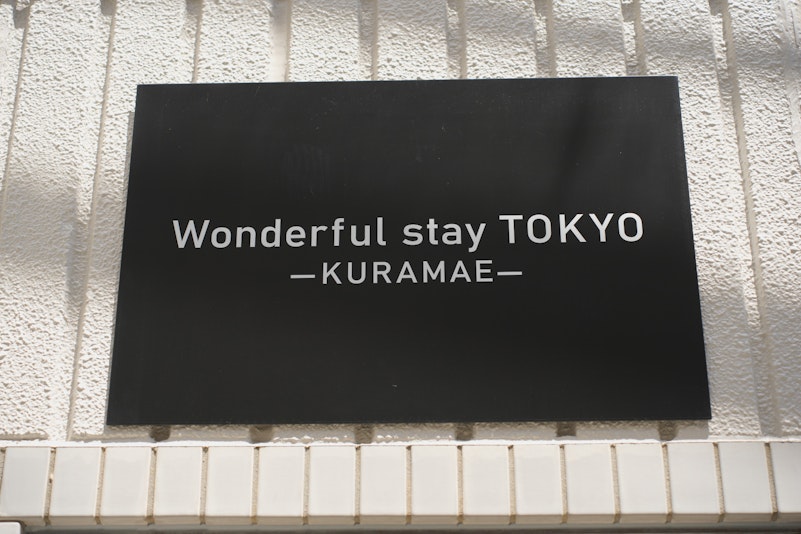 Wonderful stay TOKYO
—KURAMAE—